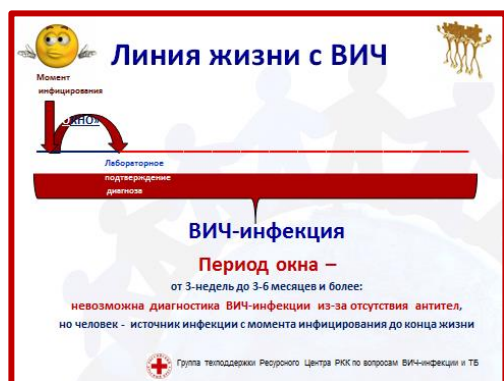 Линия жизни с ВИЧ
Момент
инфицирования
«ОКНО»
Лабораторное
подтверждение
диагноза
ВИЧ-инфекция
Период окна –
от 3-недель до 3-6 месяцев и более:
невозможна диагностика ВИЧ-инфекции из-за отсутствия антител,
но человек - источник инфекции с момента инфицирования до конца жизни
Группа техподдержки Ресурсного Центра РКК по вопросам ВИЧ-инфекции и ТБ